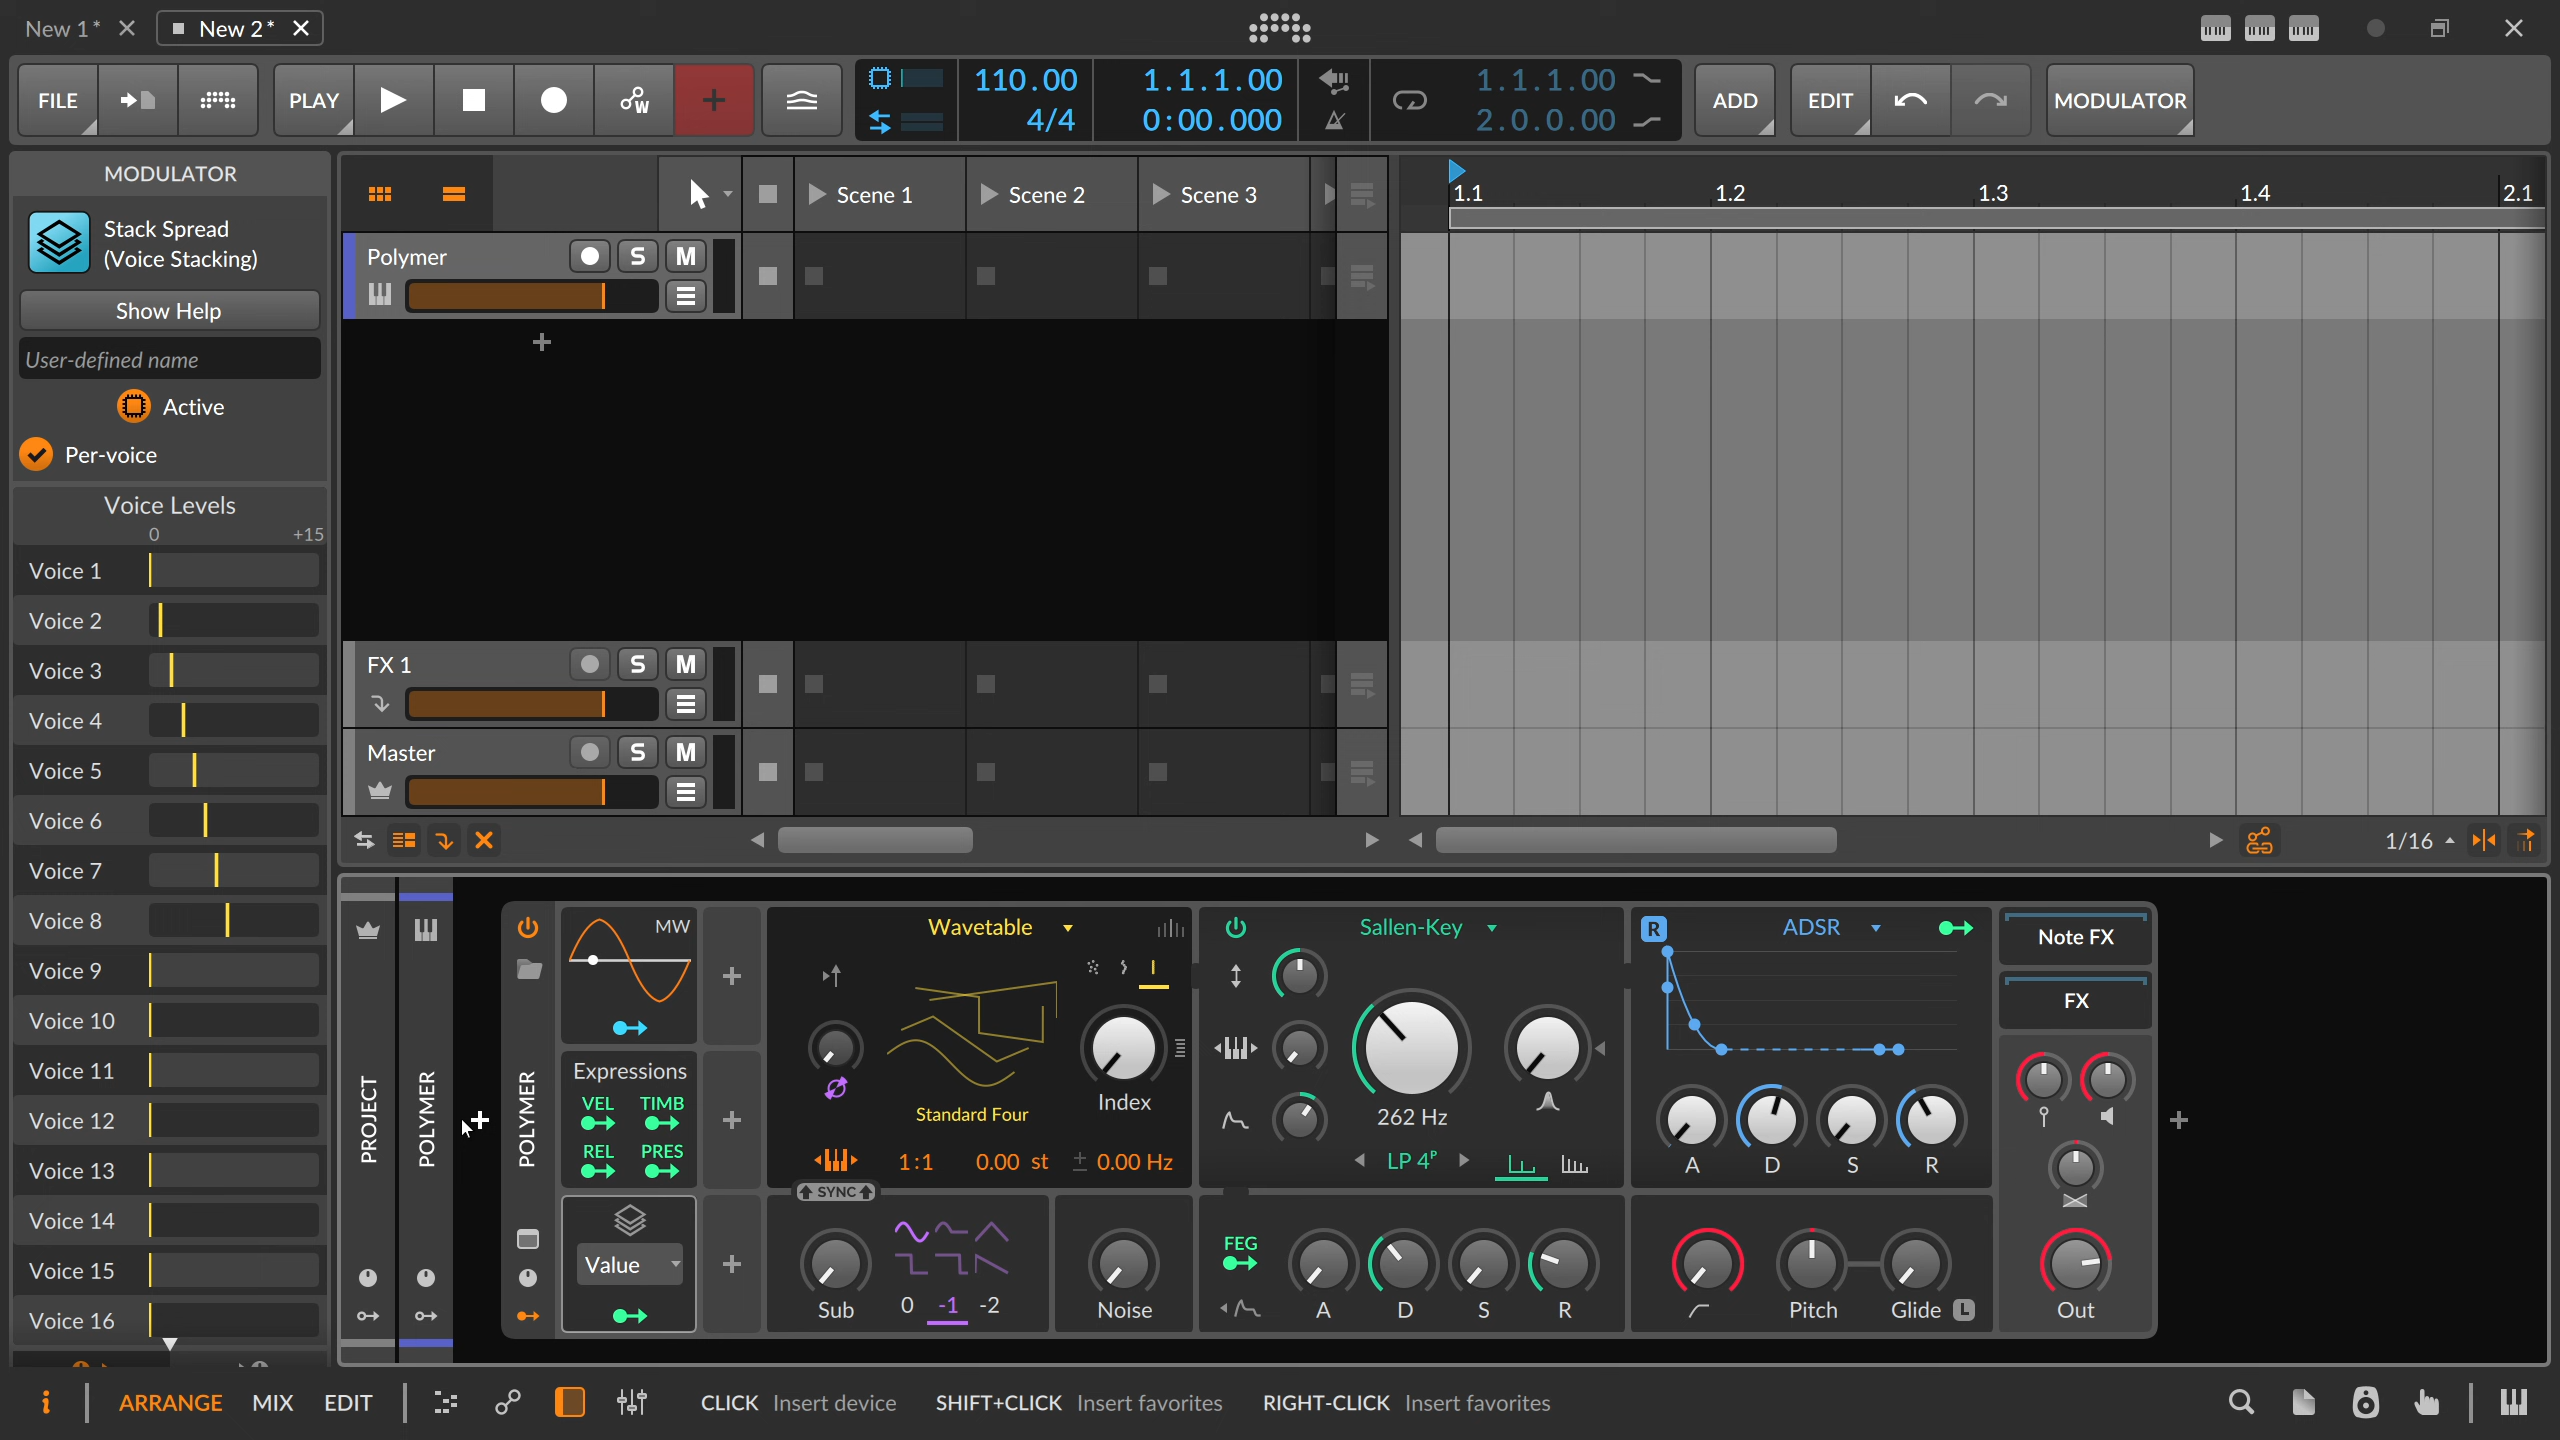 New 1*
New 2*
FILE
PLAY
W
110.00
4/4
1.1.1.00
0:00.000
1.1.1.00
2.0.0.00
ADD
EDIT
MODULATOR
MODULATOR
Stack Spread
(Voice Stacking)
Show Help
User-defined name
Active
Per-voice
Voice Levels
0 +15
Voice 1
Voice 2
Voice 3
Voice 4
Voice 5
Voice 6
Voice 7
Voice 8
Voice 9
Voice 10
Voice 11
Voice 12
Voice 13
Voice 14
Voice 15
Voice 16
Scene 1
Scene 2
Scene 3
1.1
1.2
1.3
1.4
2.1
Polymer
S
M
FX 1
S
M
Master
S
M
1/16
PROJECT
POLYMER
POLYMER
MW
Expressions
VEL TIMB
REL PRES
Value
Wavetable
Standard Four
Index
1:1 0.00 st ± 0.00 Hz
SYNC
Sub
0 -1 -2
Noise
Sallen-Key
262 Hz
LP 4P
FEG
A
D
S
R
R
ADSR
A
D
S
R
Pitch
Glide
L
Note FX
FX
Out
i
ARRANGE
MIX
EDIT
CLICK Insert device
SHIFT+CLICK Insert favorites
RIGHT-CLICK Insert favorites